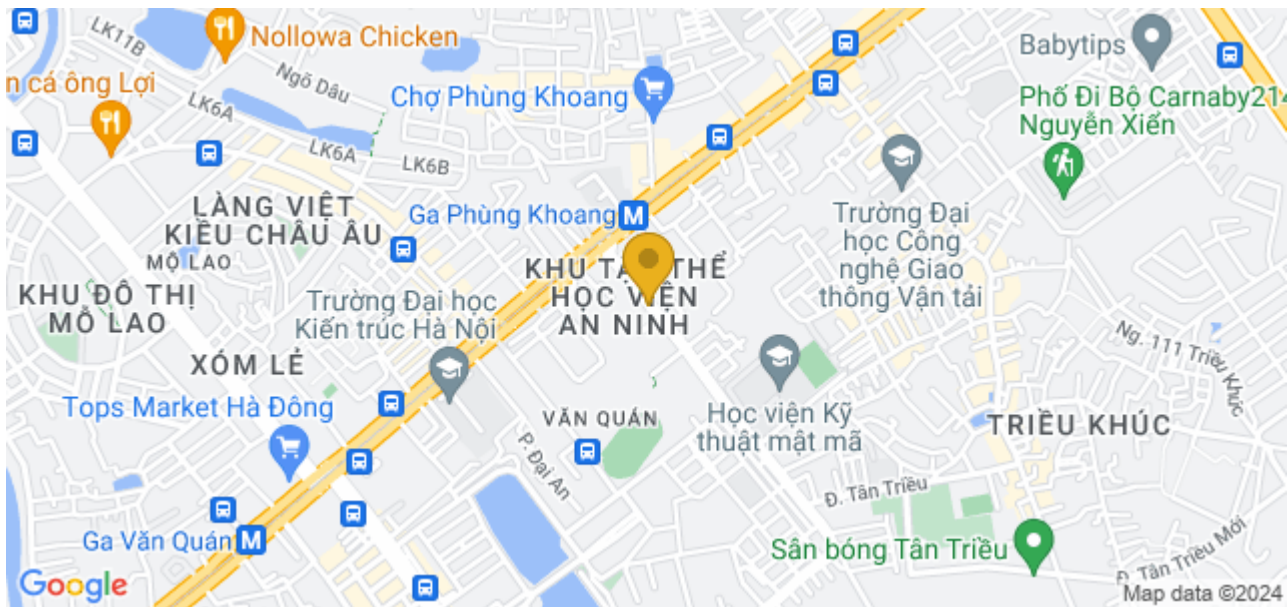 LK11B
Nollowa Chicken
Ngõ Dâu
n cá ông Lợi
LK6A
LK6A
LK6B
Chợ Phùng Khoang
Babytips
Phố Đi Bộ Carnaby214
Nguyễn Xiển
LÀNG VIỆT
KIỀU CHÂU ÂU
MỘ LAO
KHU ĐÔ THỊ
MỖ LAO
Ga Phùng Khoang
M
KHU TẬP THỂ
HỌC VIỆN
AN NINH
Trường Đại
học Công
nghệ Giao
thông Vận tải
Trường Đại học
Kiến trúc Hà Nội
XÓM LẺ
Ng. 111 Triều Khúc
Tops Market Hà Đông
VĂN QUÁN
Học viện Kỹ
thuật mật mã
TRIỀU KHÚC
P. Đại An
Đ. Tân Triều
Ga Văn Quán
M
Sân bóng Tân Triều
Đ. Tân Triều Mới
Google
Map data ©2024